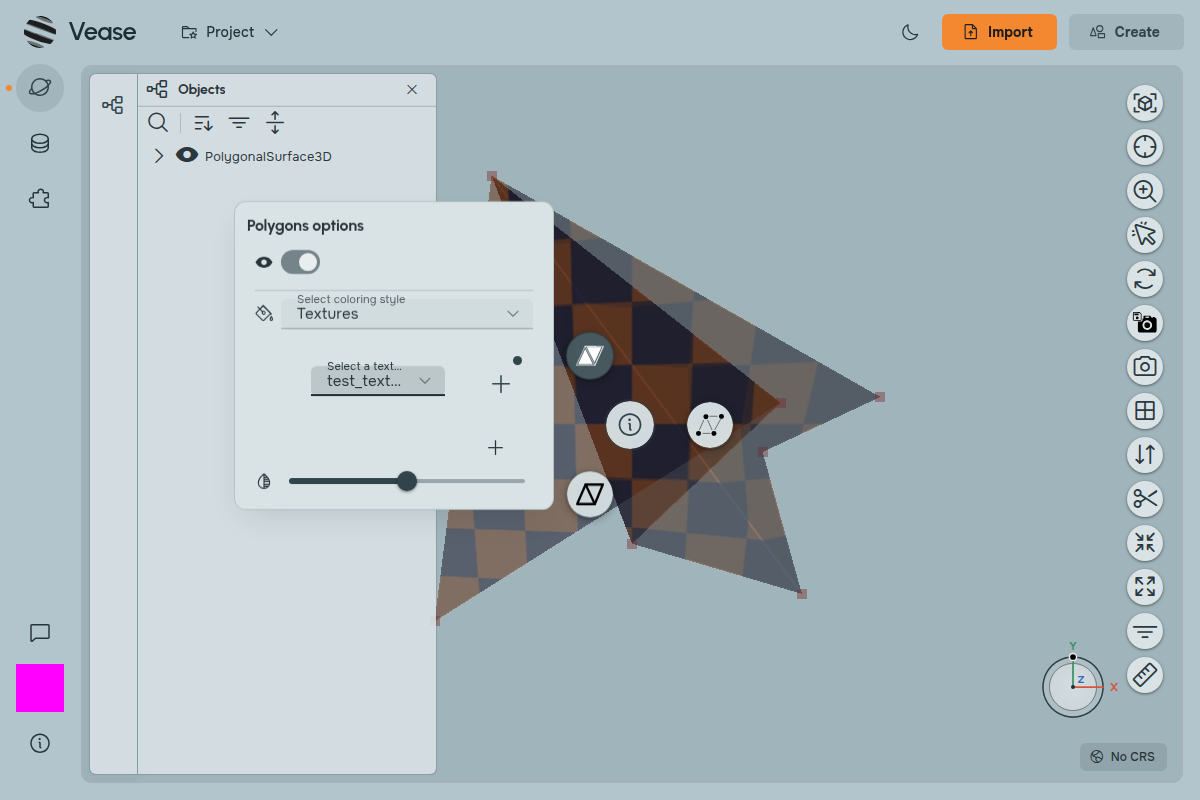 Vease
Project
Import
Create
Objects
PolygonalSurface3D
Polygons options
Select coloring style
Textures
Select a text...
test_text...
Y
Z
X
No CRS